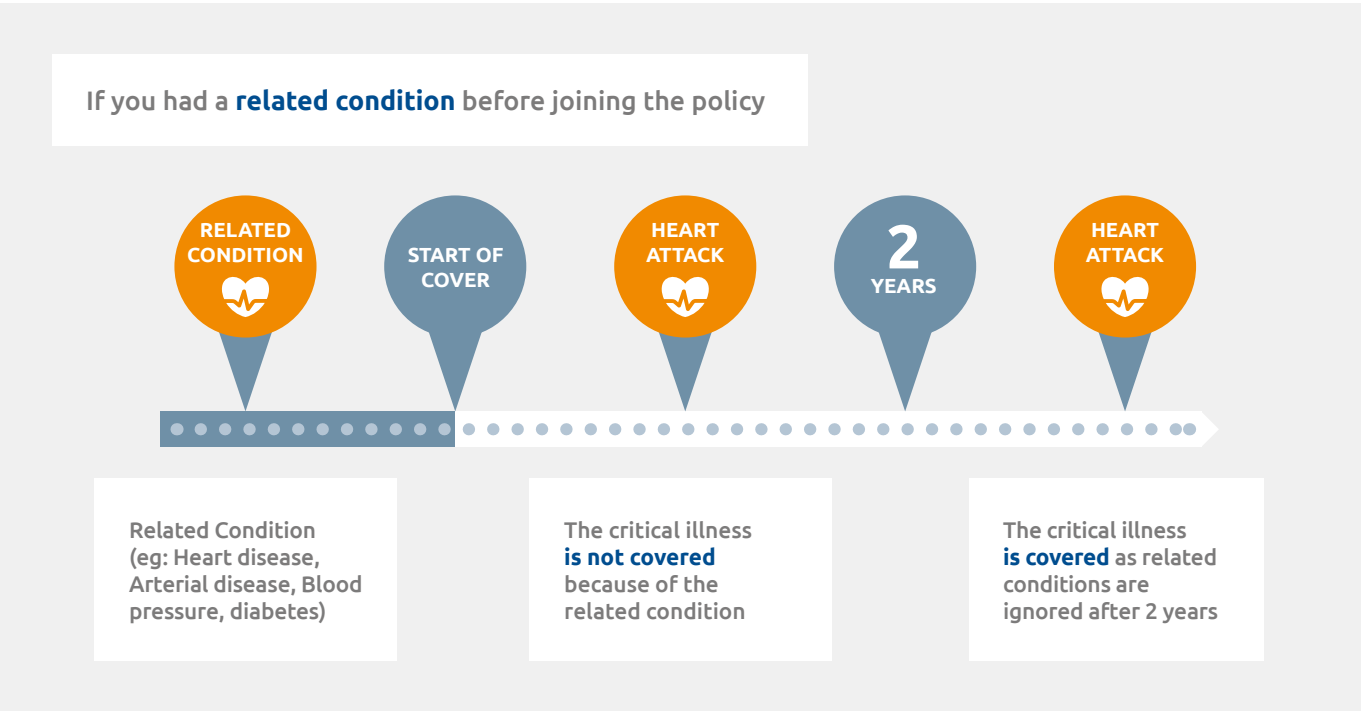 If you had a related condition before joining the policy
RELATED
CONDITION
START OF
COVER
HEART
ATTACK
2
YEARS
HEART
ATTACK
Related Condition
(eg: Heart disease,
Arterial disease, Blood
pressure, diabetes)
The critical illness
is not covered
because of the
related condition
The critical illness
is covered as related
conditions are
ignored after 2 years